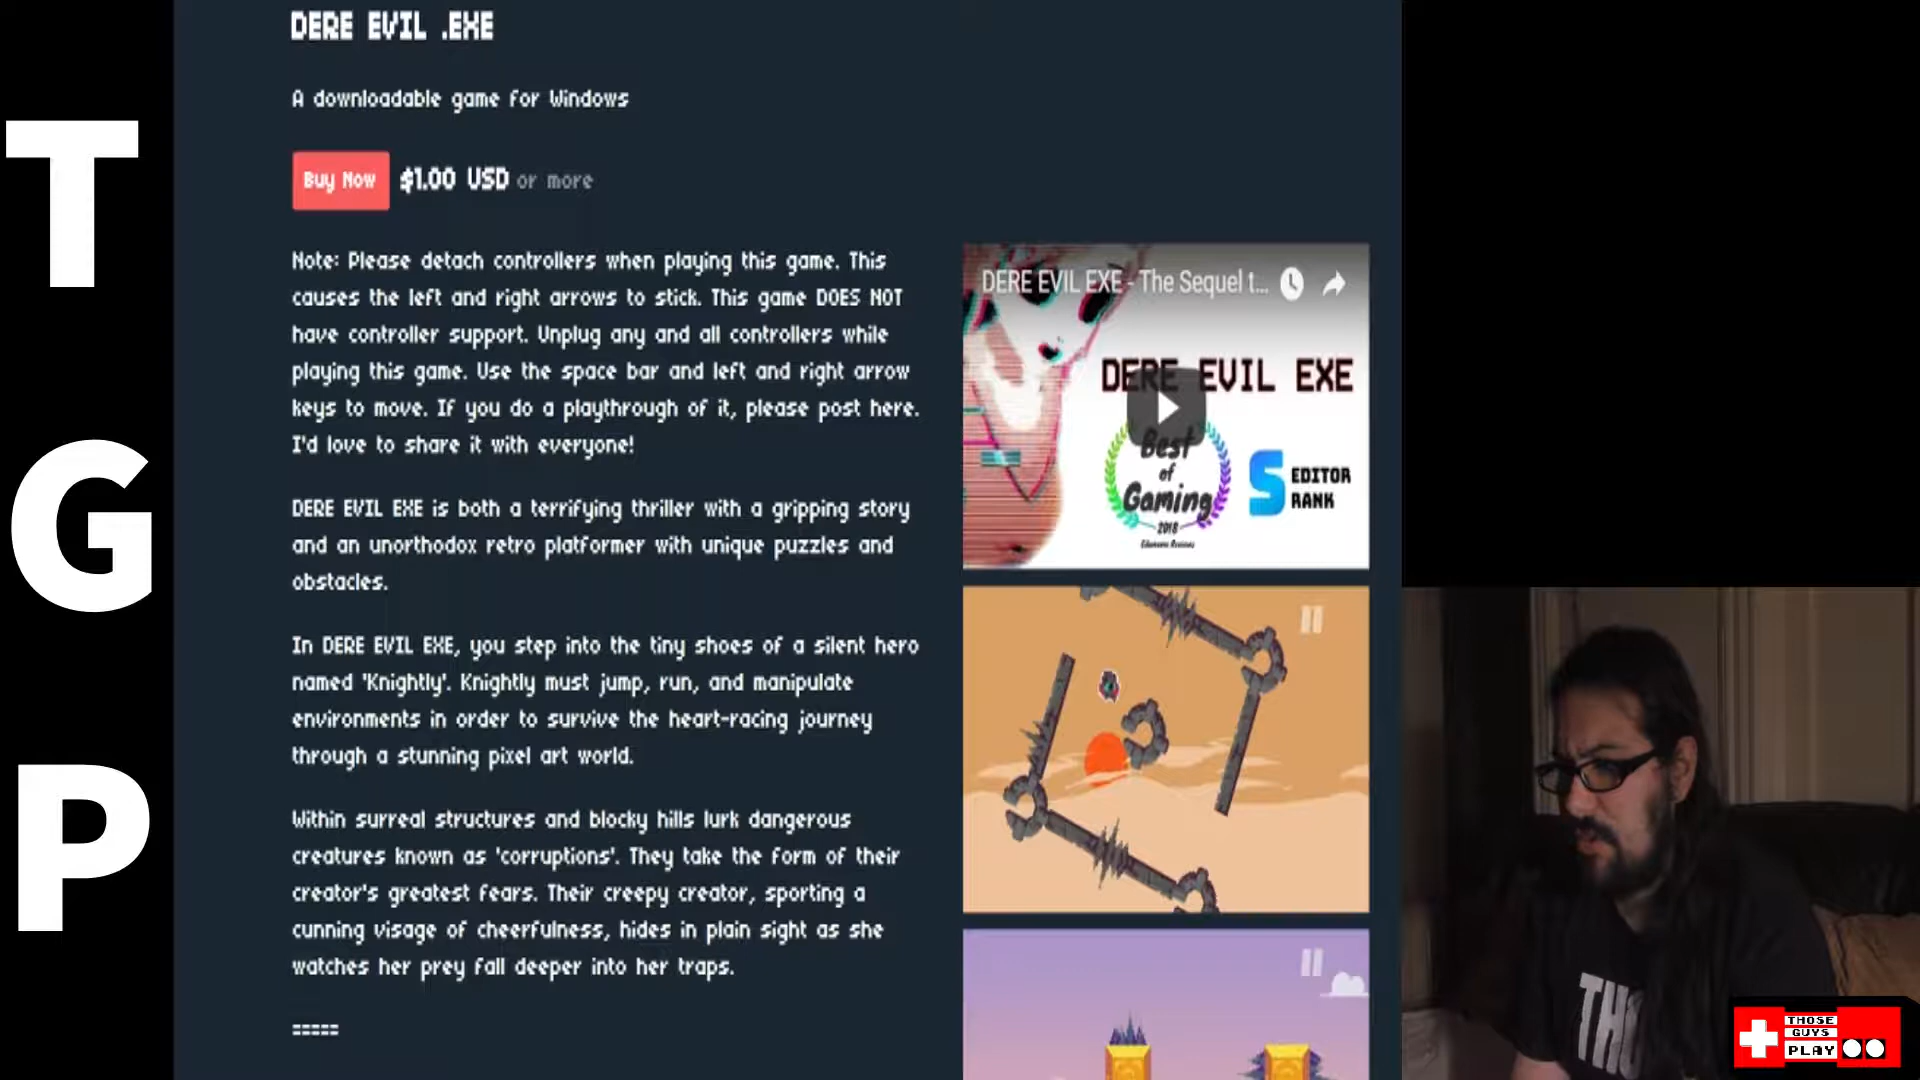 T
G
P
DERE EVIL .EXE
A downloadable game for Windows
Buy Now $1.00 USD or more
Note: Please detach controllers when playing this game. This
causes the left and right arrows to stick. This game DOES NOT
have controller support. Unplug any and all controllers while
playing this game. Use the space bar and left and right arrow
keys to move. If you do a playthrough of it, please post here.
I'd love to share it with everyone!
DERE EVIL EXE is both a terrifying thriller with a gripping story
and an unorthodox retro platformer with unique puzzles and
obstacles.
In DERE EVIL EXE, you step into the tiny shoes of a silent hero
named 'Knightly'. Knightly must jump, run, and manipulate
environments in order to survive the heart-racing journey
through a stunning pixel art world.
Within surreal structures and blocky hills lurk dangerous
creatures known as 'corruptions'. They take the form of their
creator's greatest fears. Their creepy creator, sporting a
cunning visage of cheerfulness, hides in plain sight as she
watches her prey fall deeper into her traps.
=====
DERE EVIL EXE - The Sequel t...
DERE EVIL EXE
Best
of
Gaming
2018
S EDITOR
RANK
THO
THOSE
GUYS
PLAY